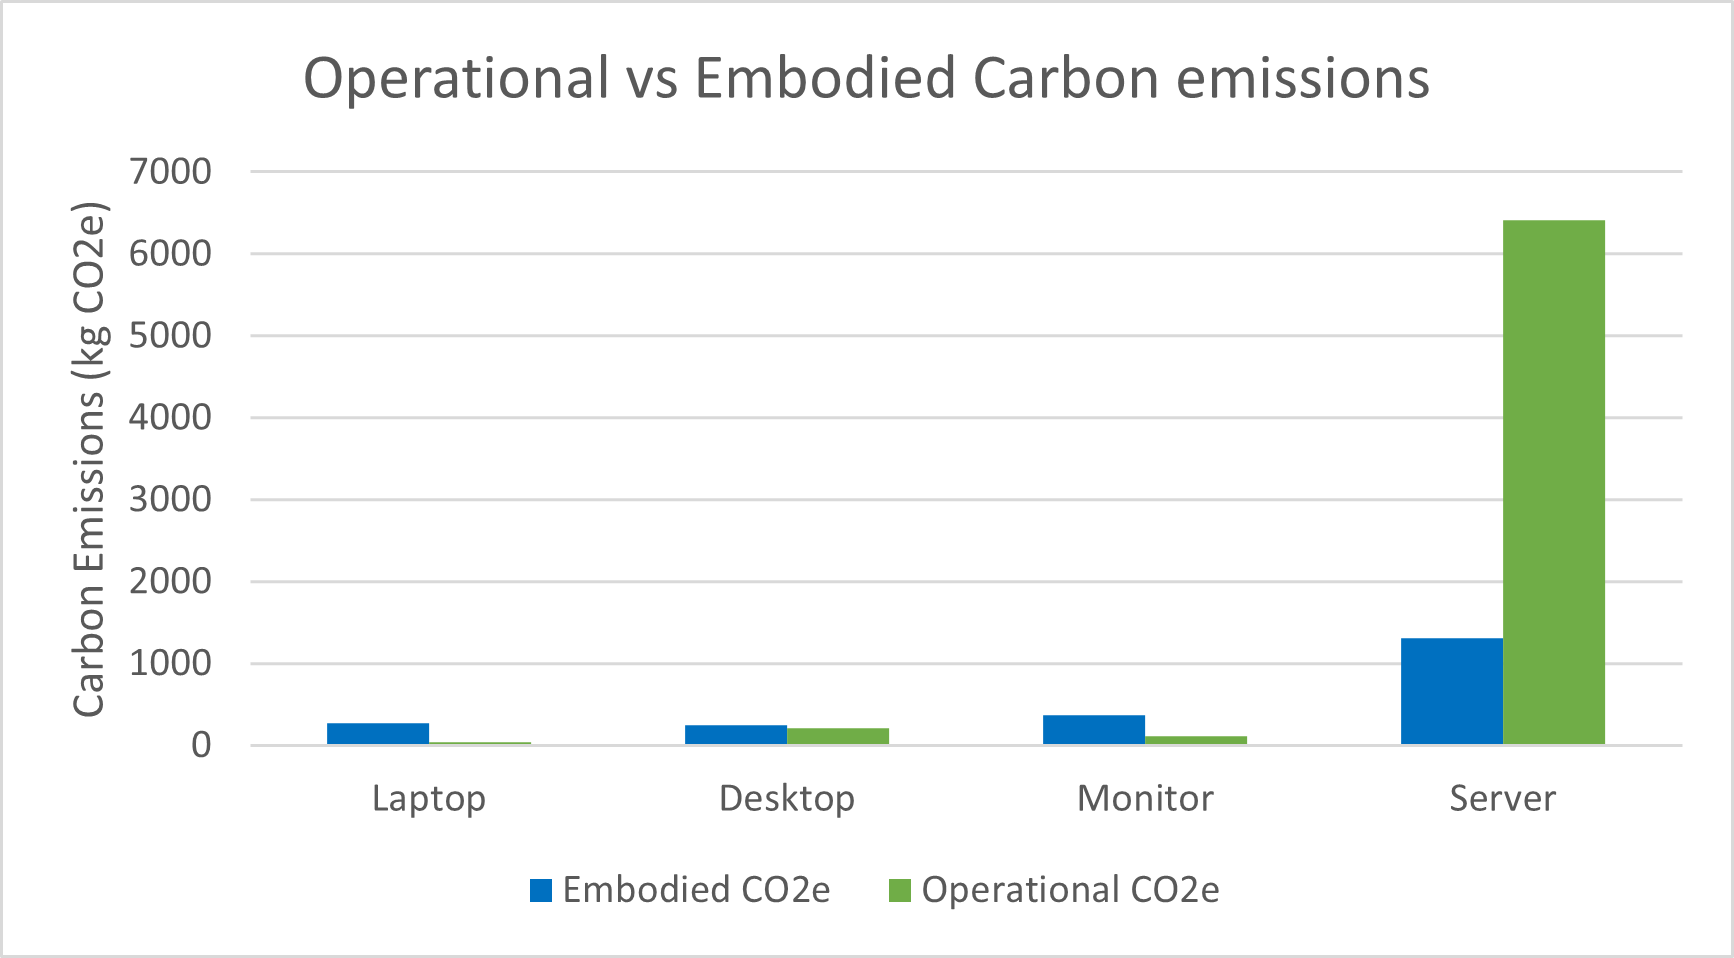 Operational vs Embodied Carbon emissions
Carbon Emissions (kg CO2e)
7000
6000
5000
4000
3000
2000
1000
0
Laptop Desktop Monitor Server
Embodied CO2e Operational CO2e